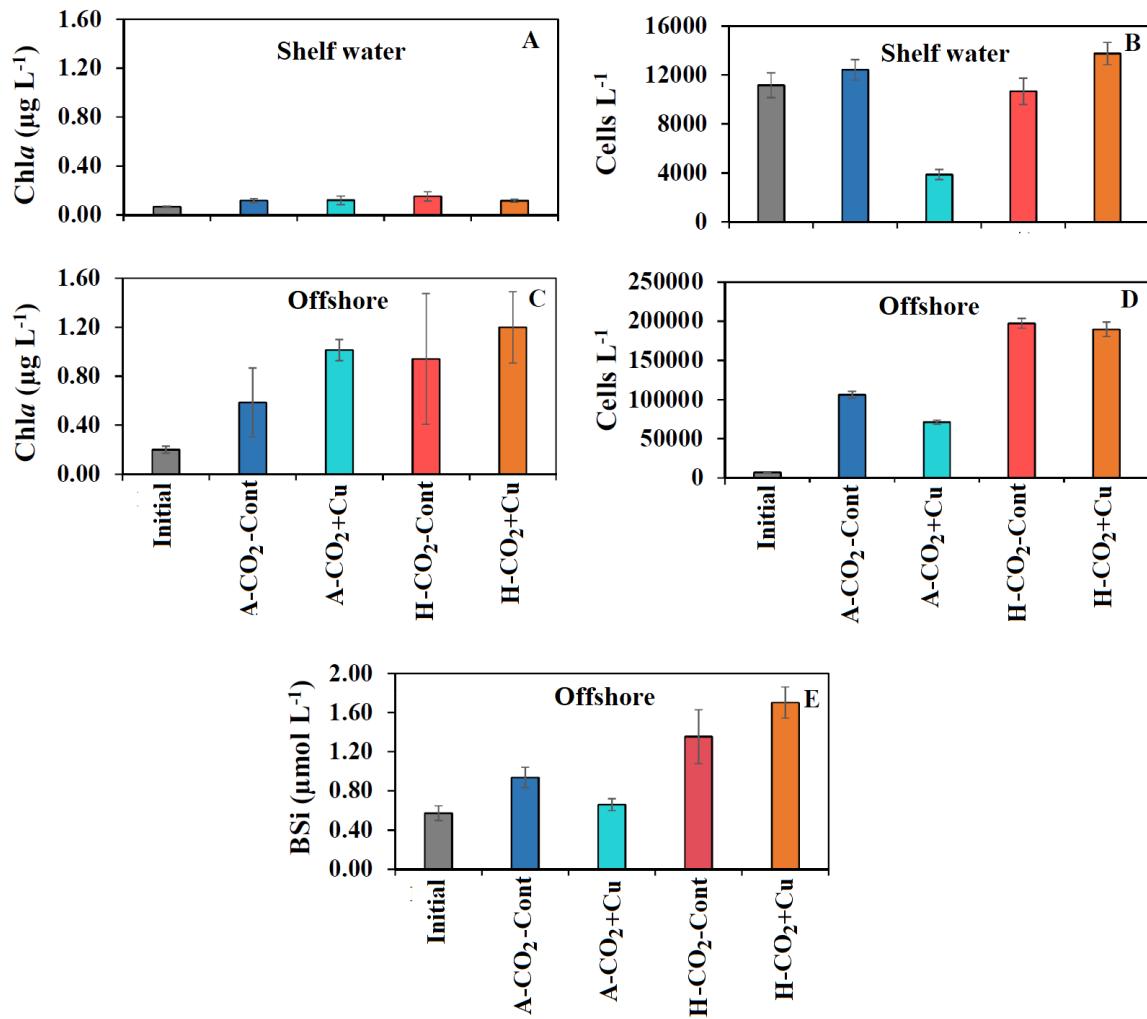 A
Shelf water
Chla (µg L⁻¹)
1.60
1.20
0.80
0.40
0.00
B
Shelf water
Cells L⁻¹
16000
12000
8000
4000
0
C
Offshore
Chla (µg L⁻¹)
1.60
1.20
0.80
0.40
0.00
Initial
A-CO₂-Cont
A-CO₂+Cu
H-CO₂-Cont
H-CO₂+Cu
D
Offshore
Cells L⁻¹
250000
200000
150000
100000
50000
0
Initial
A-CO₂-Cont
A-CO₂+Cu
H-CO₂-Cont
H-CO₂+Cu
E
Offshore
BSi (µmol L⁻¹)
2.00
1.60
1.20
0.80
0.40
0.00
Initial
A-CO₂-Cont
A-CO₂+Cu
H-CO₂-Cont
H-CO₂+Cu